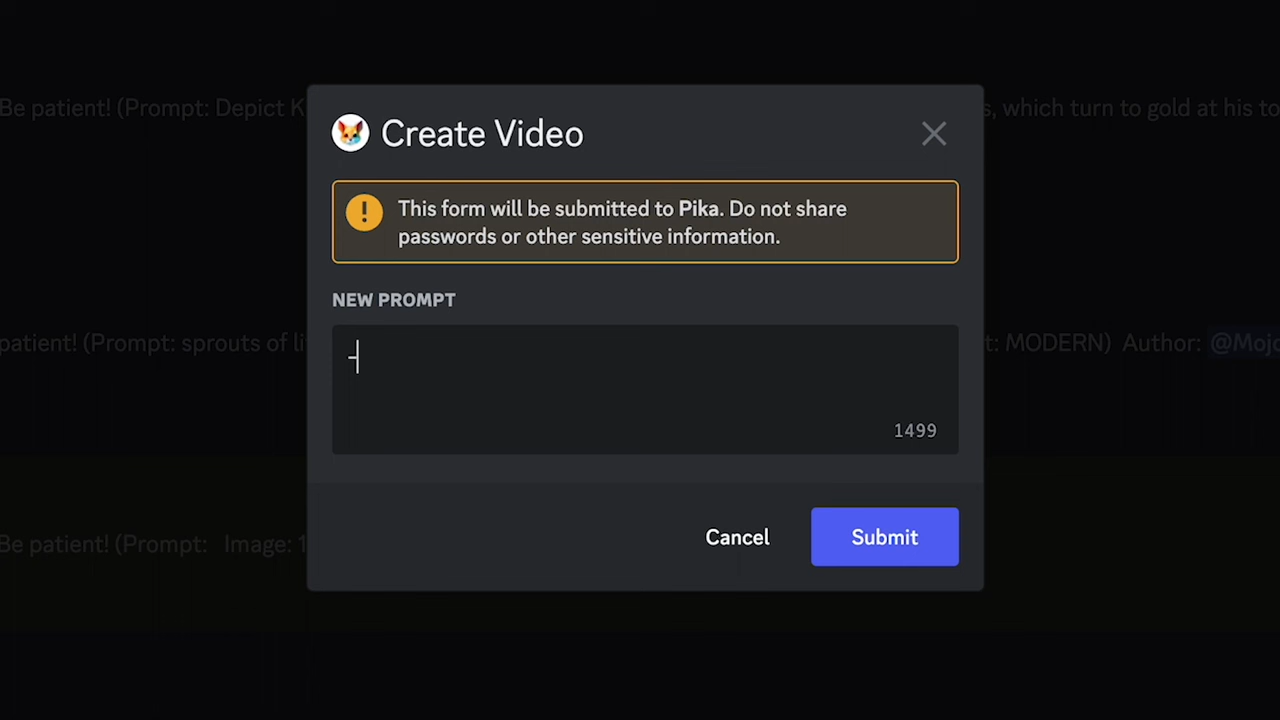 Be patient! (Prompt: Depict K
s, which turn to gold at his to
Create Video
This form will be submitted to Pika. Do not share
passwords or other sensitive information.
NEW PROMPT
patient! (Prompt: sprouts of li
t: MODERN) Author: @Mojo
-
1499
Cancel
Submit
Be patient! (Prompt: Image: 1